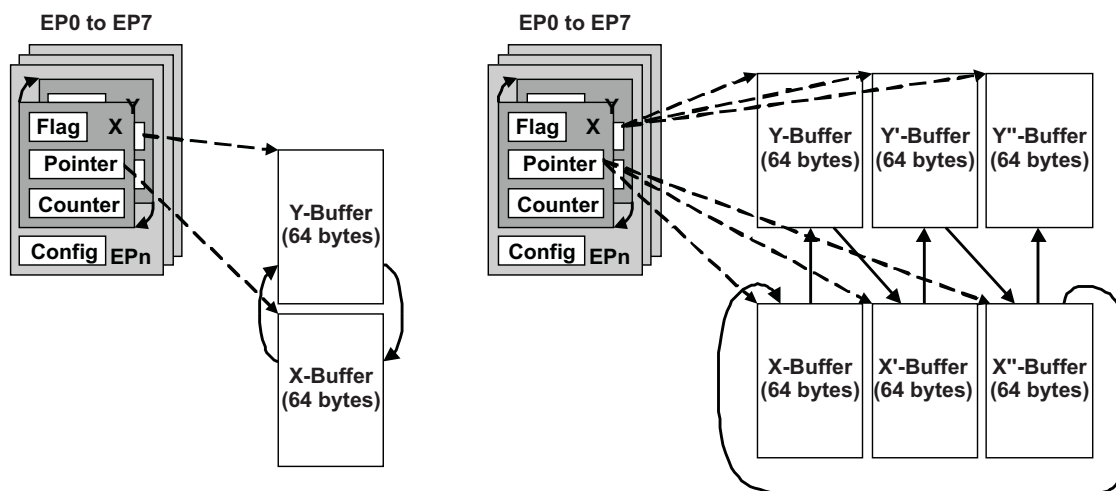 EP0 to EP7
Y
X
Flag
Pointer
Counter
Config
EPn
Y-Buffer
(64 bytes)
X-Buffer
(64 bytes)
EP0 to EP7
Y
X
Flag
Pointer
Counter
Config
EPn
Y-Buffer
(64 bytes)
Y'-Buffer
(64 bytes)
Y"-Buffer
(64 bytes)
X-Buffer
(64 bytes)
X'-Buffer
(64 bytes)
X"-Buffer
(64 bytes)